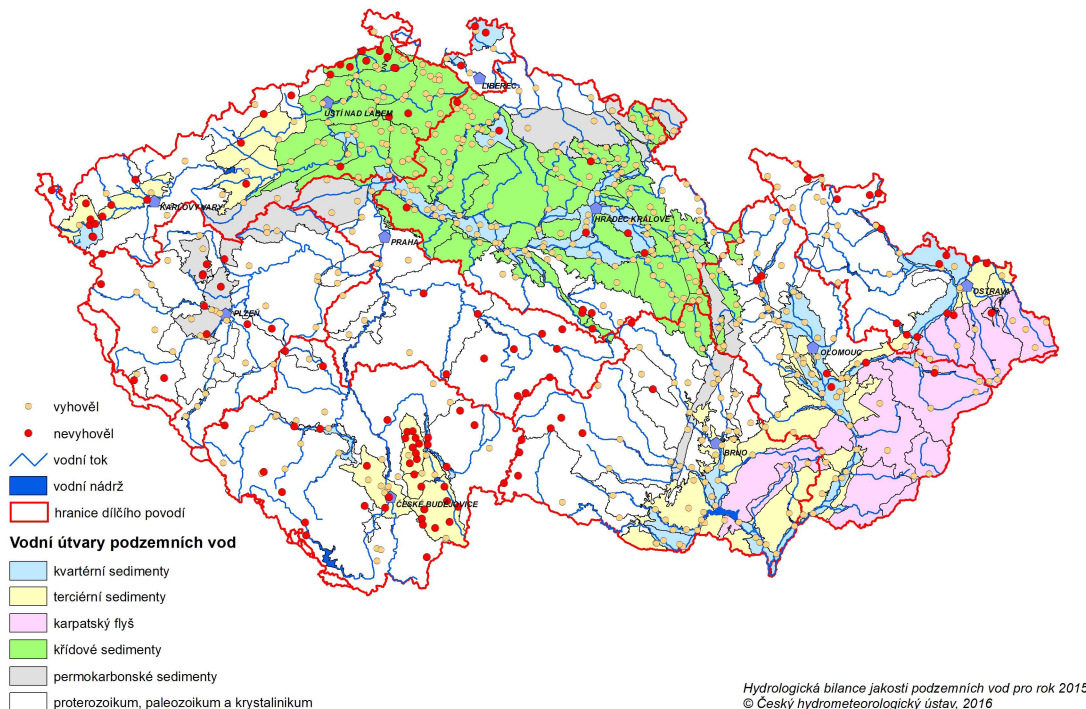 LIBEREC
ÚSTÍ NAD LABEM
KARLOVY VARY
HRADEC KRÁLOVÉ
PRAHA
OSTRAVA
PLZEŇ
OLOMOUC
BRNO
ČESKÉ BUDĚJOVICE
vyhověl
nevyhověl
vodní tok
vodní nádrž
hranice dílčího povodí
Vodní útvary podzemních vod
kvartérní sedimenty
terciérní sedimenty
karpatský flyš
křídové sedimenty
permokarbonské sedimenty
proterozoikum, paleozoikum a krystalinikum
Hydrologická bilance jakosti podzemních vod pro rok 2015
© Český hydrometeorologický ústav, 2016